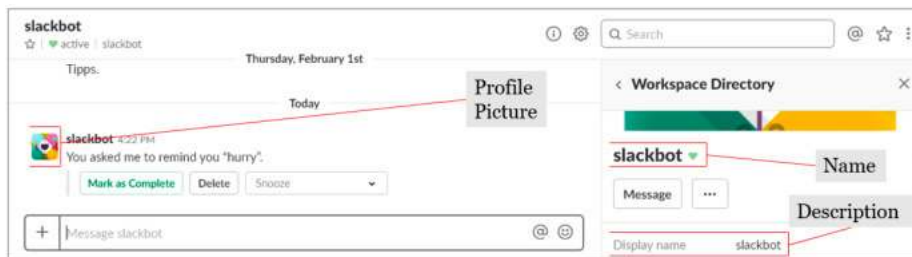 slackbot
active | slackbot
Search
Tipps.
Thursday, February 1st
Today
Profile
Picture
slackbot 4:22 PM
You asked me to remind you “hurry”.
Mark as Complete Delete Snooze
Message slackbot
Workspace Directory
slackbot
Name
Message
Description
Display name slackbot